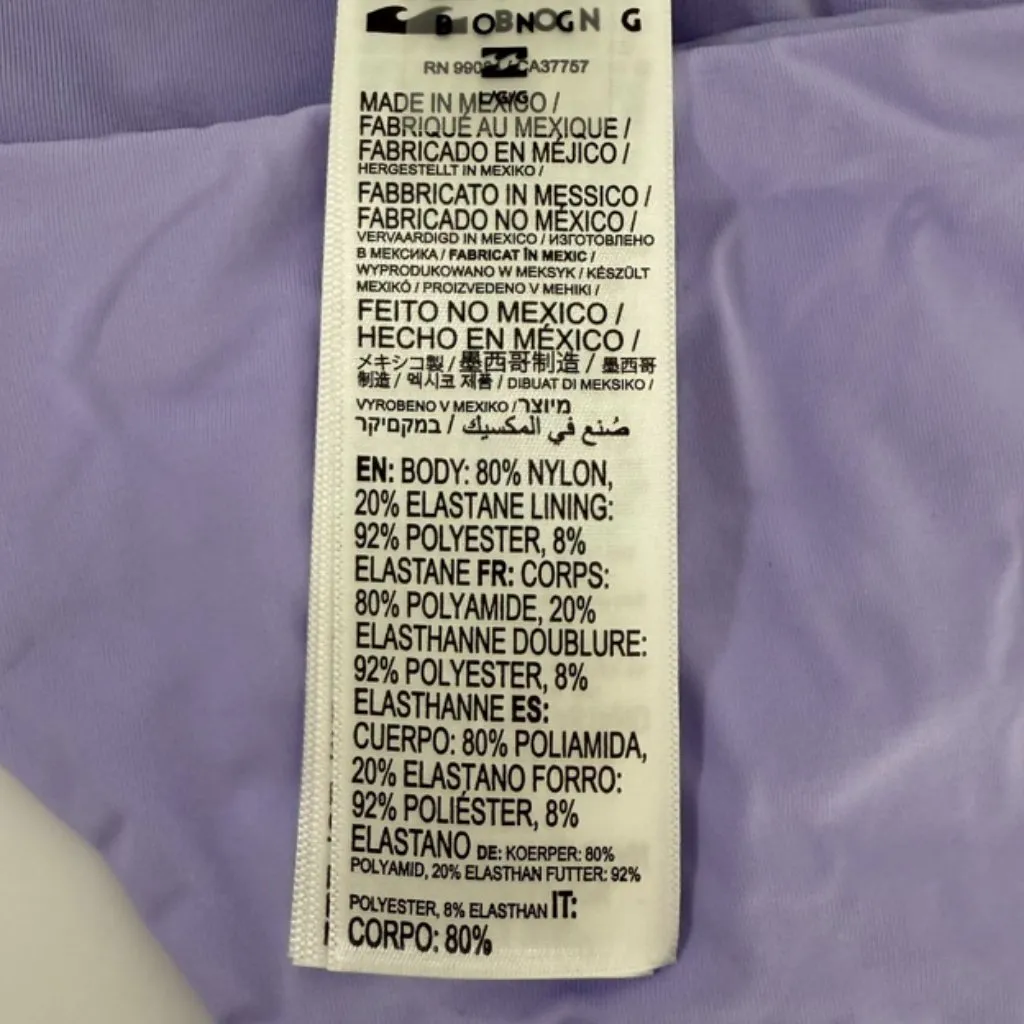 RN 990 CA37757
L/G/G
MADE IN MEXICO /
FABRIQUÉ AU MEXIQUE /
FABRICADO EN MÉJICO /
HERGESTELLT IN MEXIKO /
FABBRICATO IN MESSICO /
FABRICADO NO MÉXICO /
VERVAARDIGD IN MEXICO / ИЗГОТОВЛЕНО
В МЕКСИКА / FABRICAT ÎN MEXIC /
WYPRODUKOWANO W MEKSYK / KÉSZÜLT
MEXIKÓ / PROIZVEDENO V MEHIKI /
FEITO NO MEXICO /
HECHO EN MÉXICO /
メキシコ製 / 墨西哥制造 / 墨西哥
制造 / 멕시코 제품 / DIBUAT DI MEKSIKO /
VYROBENO V MEXIKO / מיוצר
במקסיקר / صُنع في المكسيك
EN: BODY: 80% NYLON,
20% ELASTANE LINING:
92% POLYESTER, 8%
ELASTANE FR: CORPS:
80% POLYAMIDE, 20%
ELASTHANNE DOUBLURE:
92% POLYESTER, 8%
ELASTHANNE ES:
CUERPO: 80% POLIAMIDA,
20% ELASTANO FORRO:
92% POLIÉSTER, 8%
ELASTANO DE: KOERPER: 80%
POLYAMID, 20% ELASTHAN FUTTER: 92%
POLYESTER, 8% ELASTHAN IT:
CORPO: 80%